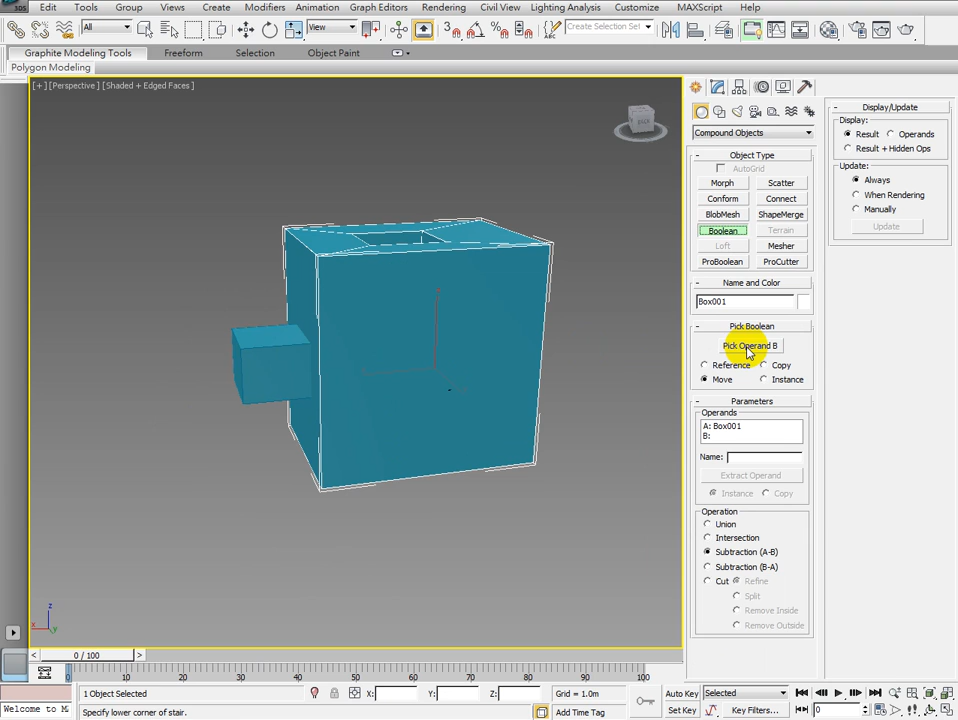 3DS
Edit Tools Group Views Create Modifiers Animation Graph Editors Rendering Civil View Lighting Analysis Customize MAXScript Help
All View Create Selection Set
Graphite Modeling Tools Freeform Selection Object Paint
Polygon Modeling
[+] [Perspective] [Shaded + Edged Faces]
Compound Objects
- Object Type
AutoGrid
Morph Scatter
Conform Connect
BlobMesh ShapeMerge
Boolean Terrain
Loft Mesher
ProBoolean ProCutter
- Name and Color
Box001
- Pick Boolean
Pick Operand B
Reference Copy
Move Instance
- Parameters
Operands
A: Box001
B:
Name:
Extract Operand
Instance Copy
Operation
Union
Intersection
Subtraction (A-B)
Subtraction (B-A)
Cut Refine
Split
Remove Inside
Remove Outside
- Display/Update
Display:
Result Operands
Result + Hidden Ops
Update:
Always
When Rendering
Manually
Update
z
x
y
< 0 / 100 >
0 10 20 30 40 50 60 70 80 90 100
1 Object Selected X: Y: Z: Grid = 1.0m Auto Key Selected
Welcome to M Specify lower corner of stair. Add Time Tag Set Key Key Filters... 0